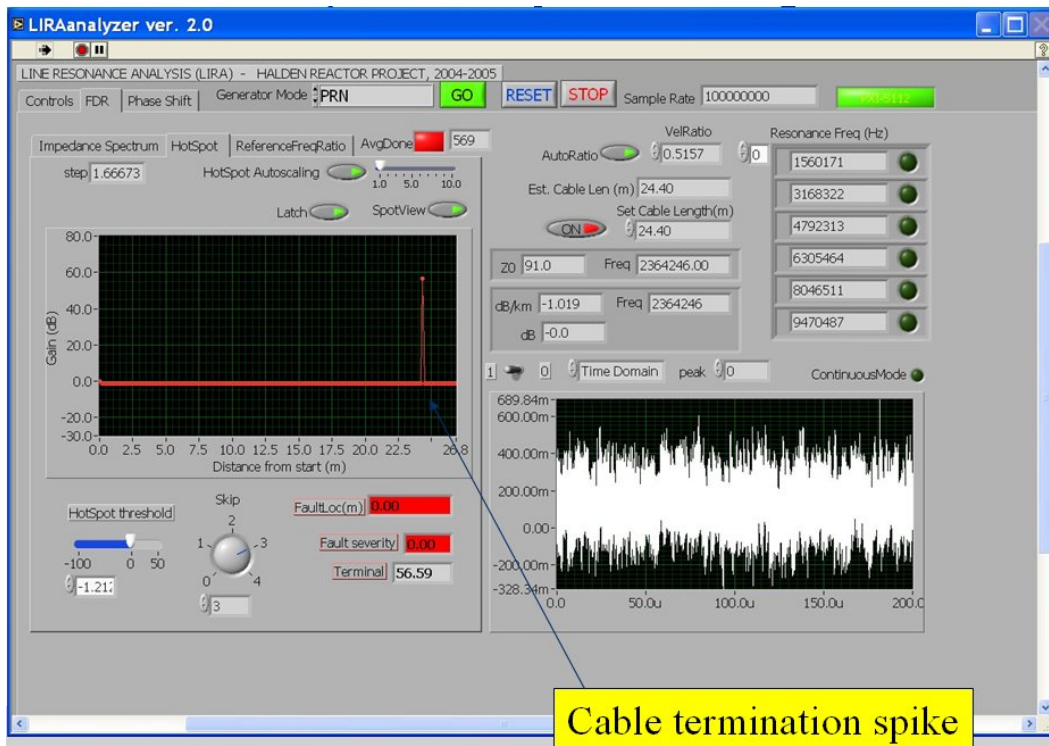 LIRAanalyzer ver. 2.0
LINE RESONANCE ANALYSIS (LIRA) - HALDEN REACTOR PROJECT, 2004-2005
Controls FDR Phase Shift Generator Mode PRN GO RESET STOP Sample Rate 100000000 PXI-5112
Impedance Spectrum HotSpot ReferenceFreqRatio AvgDone 569
step 1.66673 HotSpot Autoscaling 1.0 5.0 10.0
Latch SpotView
80.0
60.0
40.0
20.0
0.0
-20.0
-30.0
Gain (dB)
0.0 2.5 5.0 7.5 10.0 12.5 15.0 17.5 20.0 22.5 26.8
Distance from start (m)
HotSpot threshold
-100 0 50
Skip
0 1 2 3 4
3
FaultLoc(m) 0.00
Fault severity 0.00
Terminal 56.59
VelRatio
AutoRatio 0.5157 0
Est. Cable Len (m) 24.40
Set Cable Length(m)
ON 24.40
Z0 91.0 Freq 2364246.00
dB/km -1.019 Freq 2364246
dB -0.0
Resonance Freq (Hz)
1560171
3168322
4792313
6305464
8046511
9470487
1 0 Time Domain peak 0 ContinuousMode
689.84m
600.00m
400.00m
200.00m
0.00
-200.00m
-328.34m
0.0 50.0u 100.0u 150.0u
Cable termination spike